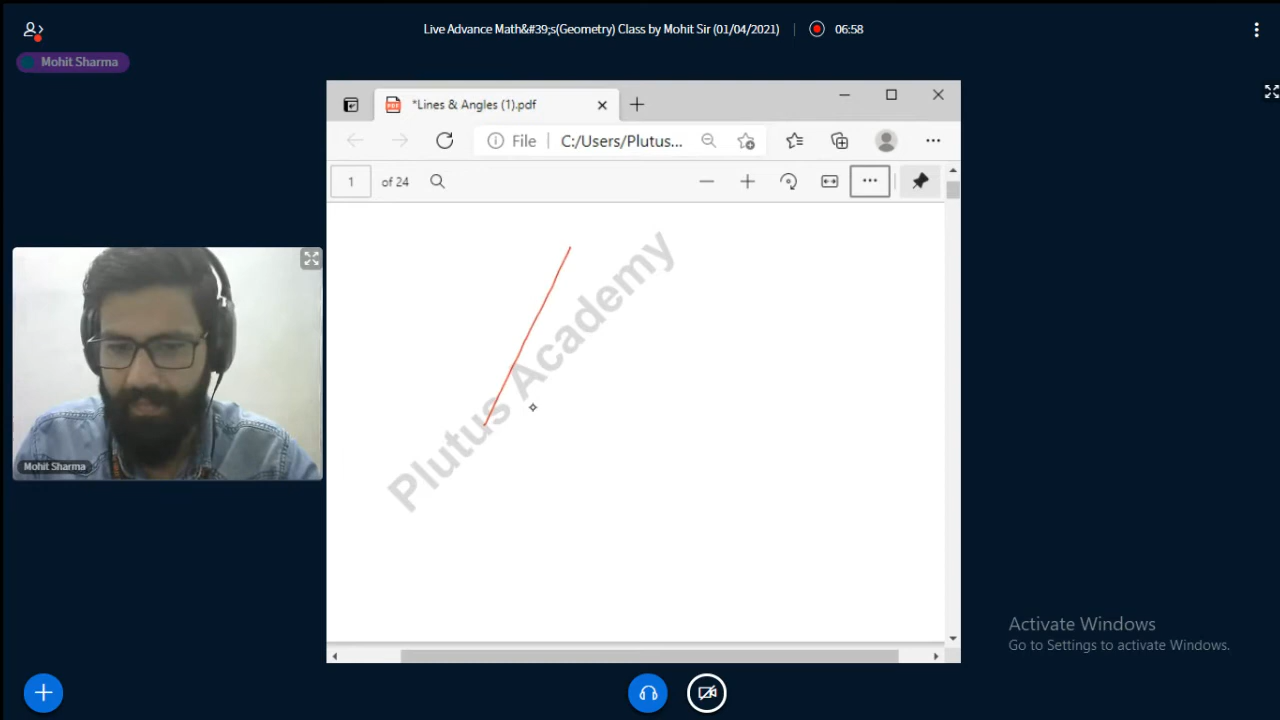 Live Advance Math&#39;s(Geometry) Class by Mohit Sir (01/04/2021)
06:58
Mohit Sharma
*Lines & Angles (1).pdf
File
C:/Users/Plutus...
1
of 24
Plutus Academy
Mohit Sharma
Activate Windows
Go to Settings to activate Windows.